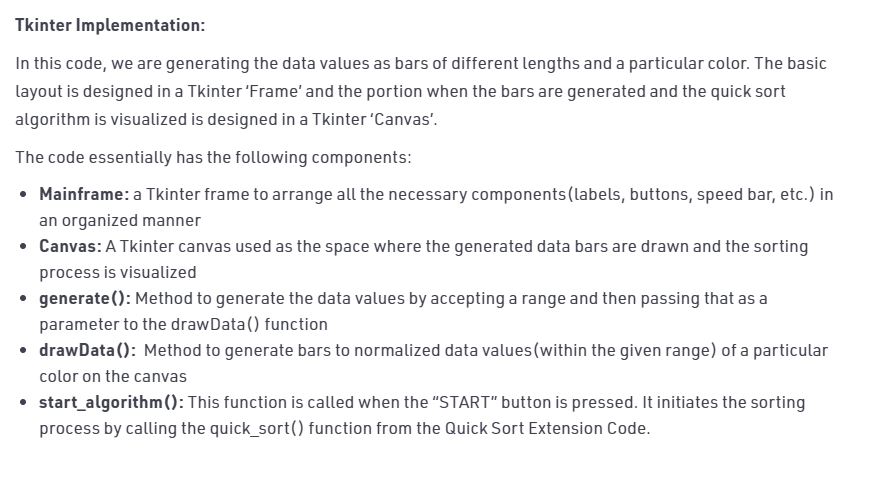 Tkinter Implementation:
In this code, we are generating the data values as bars of different lengths and a particular color. The basic
layout is designed in a Tkinter ‘Frame’ and the portion when the bars are generated and the quick sort
algorithm is visualized is designed in a Tkinter ‘Canvas’.
The code essentially has the following components:
• Mainframe: a Tkinter frame to arrange all the necessary components(labels, buttons, speed bar, etc.) in
an organized manner
• Canvas: A Tkinter canvas used as the space where the generated data bars are drawn and the sorting
process is visualized
• generate(): Method to generate the data values by accepting a range and then passing that as a
parameter to the drawData() function
• drawData(): Method to generate bars to normalized data values(within the given range) of a particular
color on the canvas
• start_algorithm(): This function is called when the “START” button is pressed. It initiates the sorting
process by calling the quick_sort() function from the Quick Sort Extension Code.